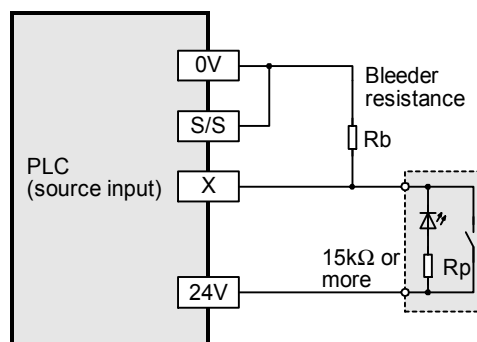 0V
Bleeder
resistance
S/S
Rb
PLC
(source input)
X
15kΩ or
more
Rp
24V